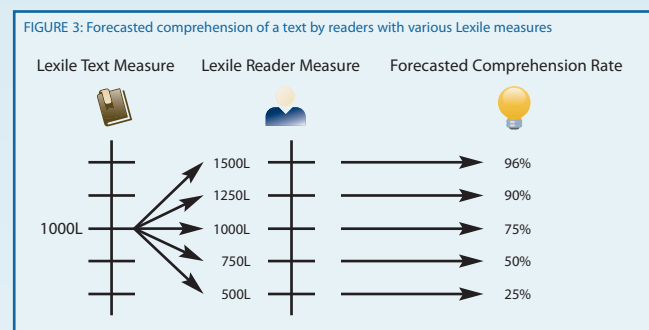 FIGURE 3: Forecasted comprehension of a text by readers with various Lexile measures
Lexile Text Measure Lexile Reader Measure Forecasted Comprehension Rate
1500L 96%
1250L 90%
1000L 1000L 75%
750L 50%
500L 25%